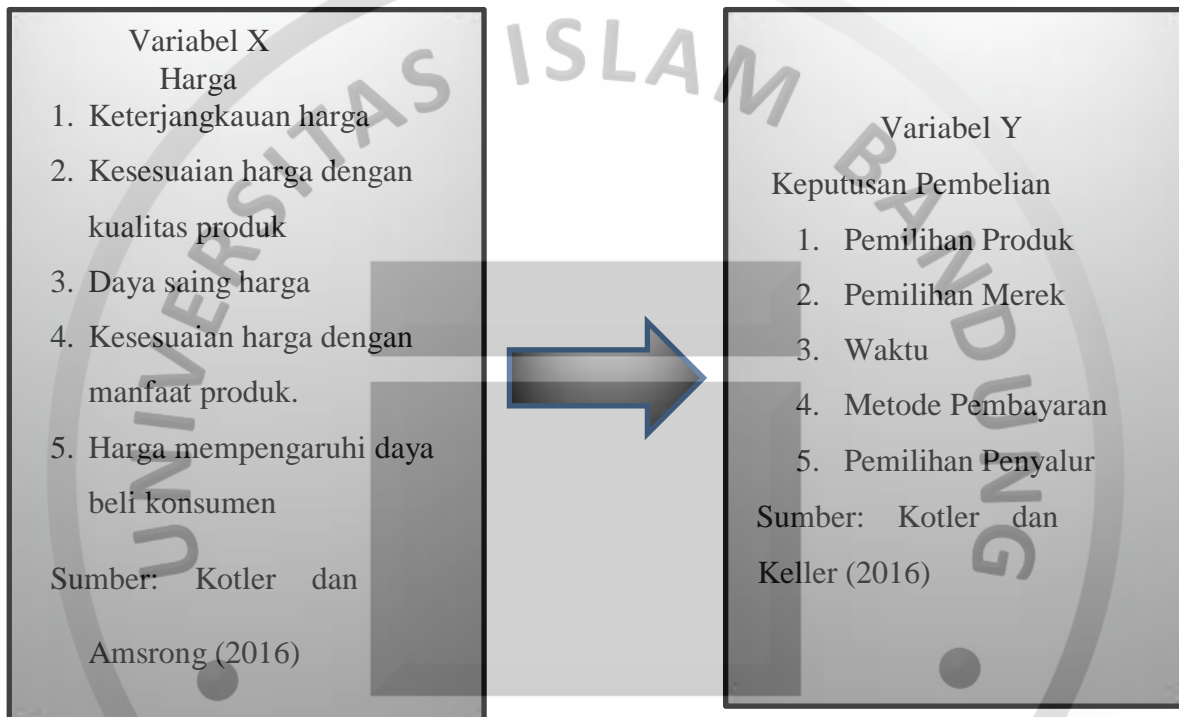 Variabel X
Harga
1. Keterjangkauan harga
2. Kesesuaian harga dengan
kualitas produk
3. Daya saing harga
4. Kesesuaian harga dengan
manfaat produk.
5. Harga mempengaruhi daya
beli konsumen
Sumber: Kotler dan
Amsrong (2016)
Variabel Y
Keputusan Pembelian
1. Pemilihan Produk
2. Pemilihan Merek
3. Waktu
4. Metode Pembayaran
5. Pemilihan Penyalur
Sumber: Kotler dan
Keller (2016)
UNIVERSITAS ISLAM BANDUNG